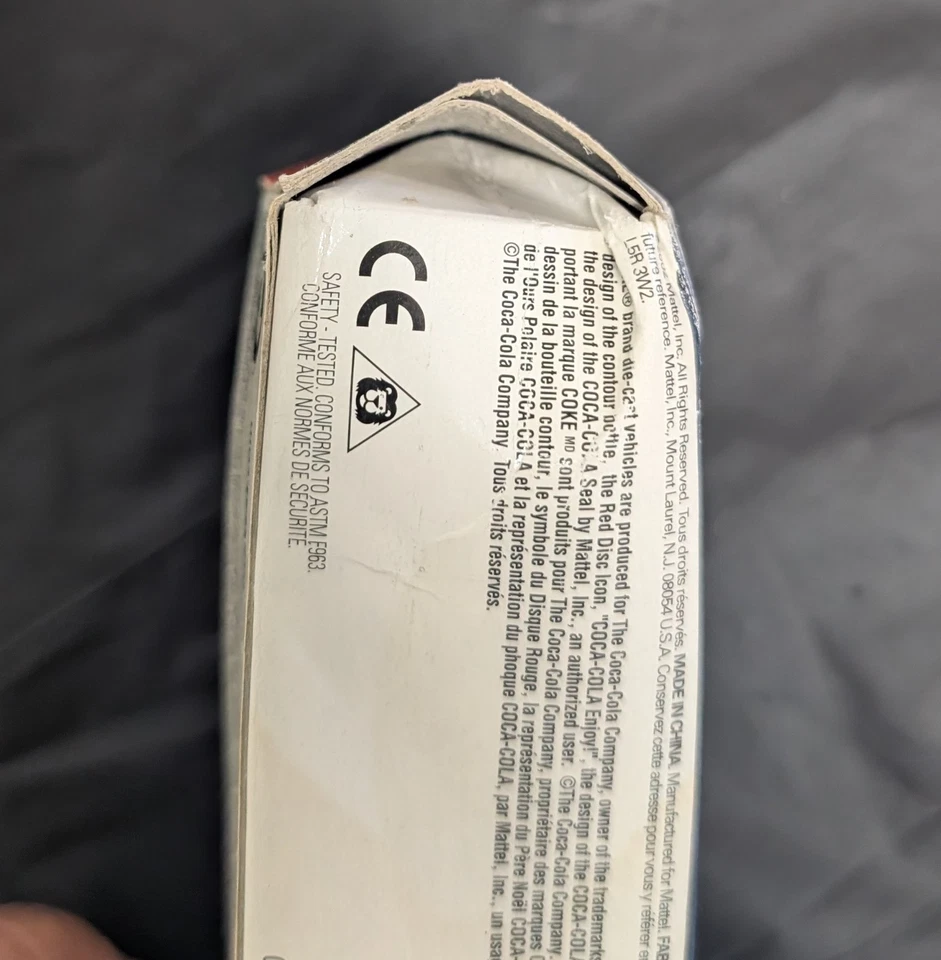 Mattel, Inc. All Rights Reserved. Tous droits réservés. MADE IN CHINA. Manufactured for Mattel. FAB
future reference. Mattel, Inc., Mount Laurel, N.J. 08054 U.S.A. Conservez cette adresse pour vous y référer e
L5R 3W2.
brand die-cast vehicles are produced for The Coca-Cola Company, owner of the trademarks
design of the contour bottle, the Red Disc Icon, "COCA-COLA Enjoy!", the design of the COCA-COL
the design of the COCA-COLA Seal by Mattel, Inc., an authorized user. ©The Coca-Cola Company.
portant la marque COKE MD sont produits pour The Coca-Cola Company, propriétaire des marques C
dessin de la bouteille contour, le symbole du Disque Rouge, la représentation du Père Noël COCA-
de l'Ours Polaire COCA-COLA et la représentation du phoque COCA-COLA, par Mattel, Inc., un usa
©The Coca-Cola Company. Tous droits réservés.
CE
SAFETY - TESTED. CONFORMS TO ASTM F963.
CONFORME AUX NORMES DE SÉCURITÉ.